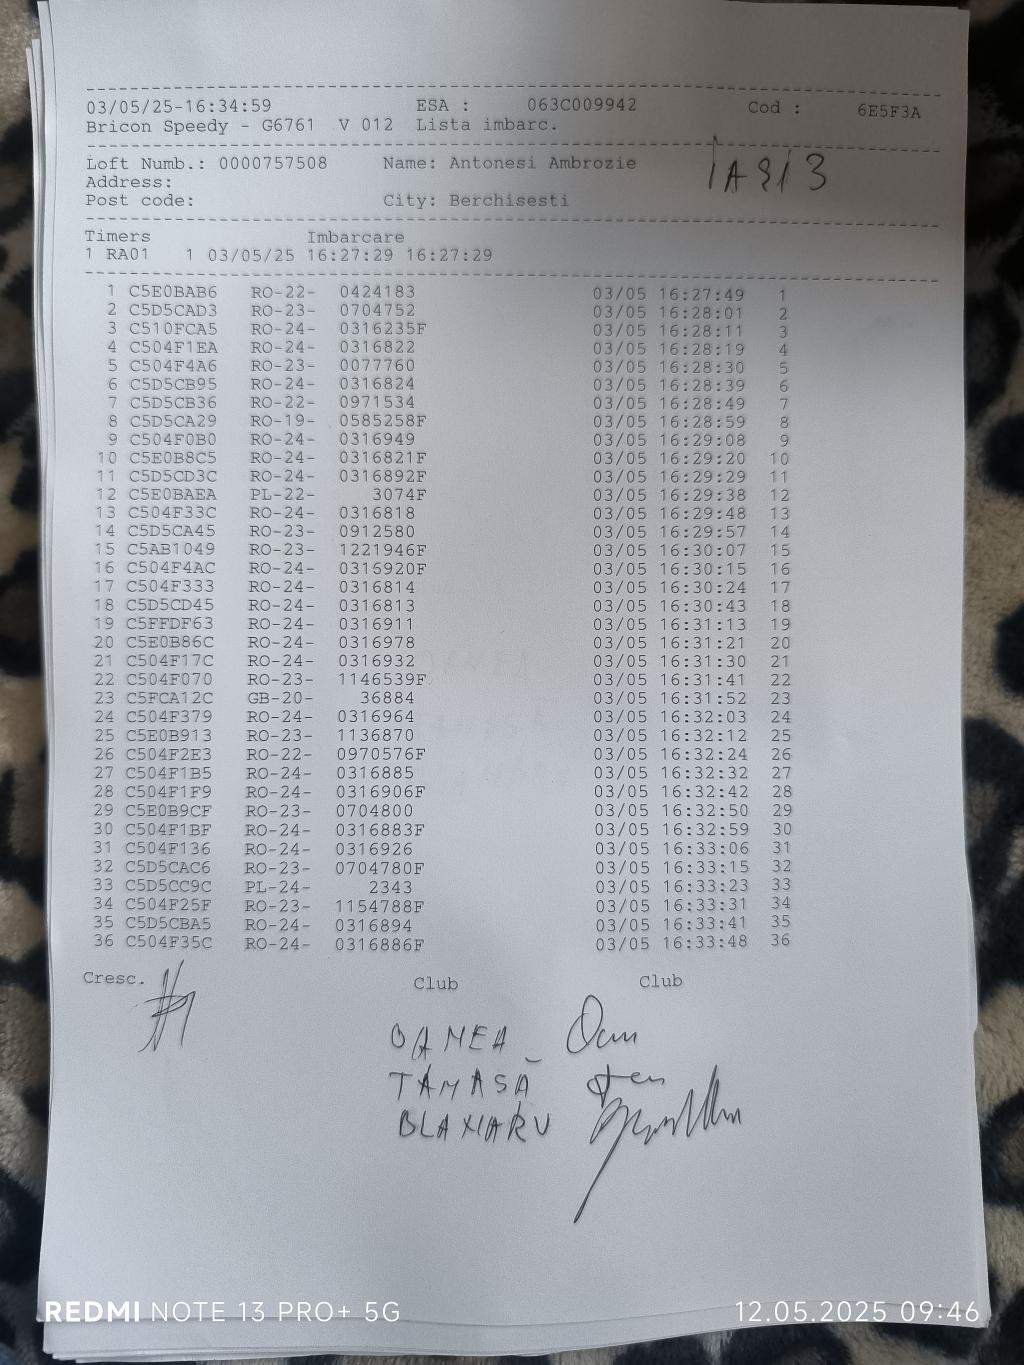 03/05/25-16:34:59 ESA : 063C009942 Cod : 6E5F3A
Bricon Speedy - G6761 V 012 Lista imbarc.
Loft Numb.: 0000757508 Name: Antonesi Ambrozie
Address:
Post code: City: Berchisesti
Timers Imbarcare
1 RA01 1 03/05/25 16:27:29 16:27:29
1 C5E0BAB6 RO-22- 0424183 03/05 16:27:49 1
2 C5D5CAD3 RO-23- 0704752 03/05 16:28:01 2
3 C510FCA5 RO-24- 0316235F 03/05 16:28:11 3
4 C504F1EA RO-24- 0316822 03/05 16:28:19 4
5 C504F4A6 RO-23- 0077760 03/05 16:28:30 5
6 C5D5CB95 RO-24- 0316824 03/05 16:28:39 6
7 C5D5CB36 RO-22- 0971534 03/05 16:28:49 7
8 C5D5CA29 RO-19- 0585258F 03/05 16:28:59 8
9 C504F0B0 RO-24- 0316949 03/05 16:29:08 9
10 C5E0B8C5 RO-24- 0316821F 03/05 16:29:20 10
11 C5D5CD3C RO-24- 0316892F 03/05 16:29:29 11
12 C5E0BAEA PL-22- 3074F 03/05 16:29:38 12
13 C504F33C RO-24- 0316818 03/05 16:29:48 13
14 C5D5CA45 RO-23- 0912580 03/05 16:29:57 14
15 C5AB1049 RO-23- 1221946F 03/05 16:30:07 15
16 C504F4AC RO-24- 0316920F 03/05 16:30:15 16
17 C504F333 RO-24- 0316814 03/05 16:30:24 17
18 C5D5CD45 RO-24- 0316813 03/05 16:30:43 18
19 C5FFDF63 RO-24- 0316911 03/05 16:31:13 19
20 C5E0B86C RO-24- 0316978 03/05 16:31:21 20
21 C504F17C RO-24- 0316932 03/05 16:31:30 21
22 C504F070 RO-23- 1146539F 03/05 16:31:41 22
23 C5FCA12C GB-20- 36884 03/05 16:31:52 23
24 C504F379 RO-24- 0316964 03/05 16:32:03 24
25 C5E0B913 RO-23- 1136870 03/05 16:32:12 25
26 C504F2E3 RO-22- 0970576F 03/05 16:32:24 26
27 C504F1B5 RO-24- 0316885 03/05 16:32:32 27
28 C504F1F9 RO-24- 0316906F 03/05 16:32:42 28
29 C5E0B9CF RO-23- 0704800 03/05 16:32:50 29
30 C504F1BF RO-24- 0316883F 03/05 16:32:59 30
31 C504F136 RO-24- 0316926 03/05 16:33:06 31
32 C5D5CAC6 RO-23- 0704780F 03/05 16:33:15 32
33 C5D5CC9C PL-24- 2343 03/05 16:33:23 33
34 C504F25F RO-23- 1154788F 03/05 16:33:31 34
35 C5D5CBA5 RO-24- 0316894 03/05 16:33:41 35
36 C504F35C RO-24- 0316886F 03/05 16:33:48 36
Cresc. Club Club
OANEA
TĂNASĂ
REDMI NOTE 13 PRO+ 5G 12.05.2025 09:46